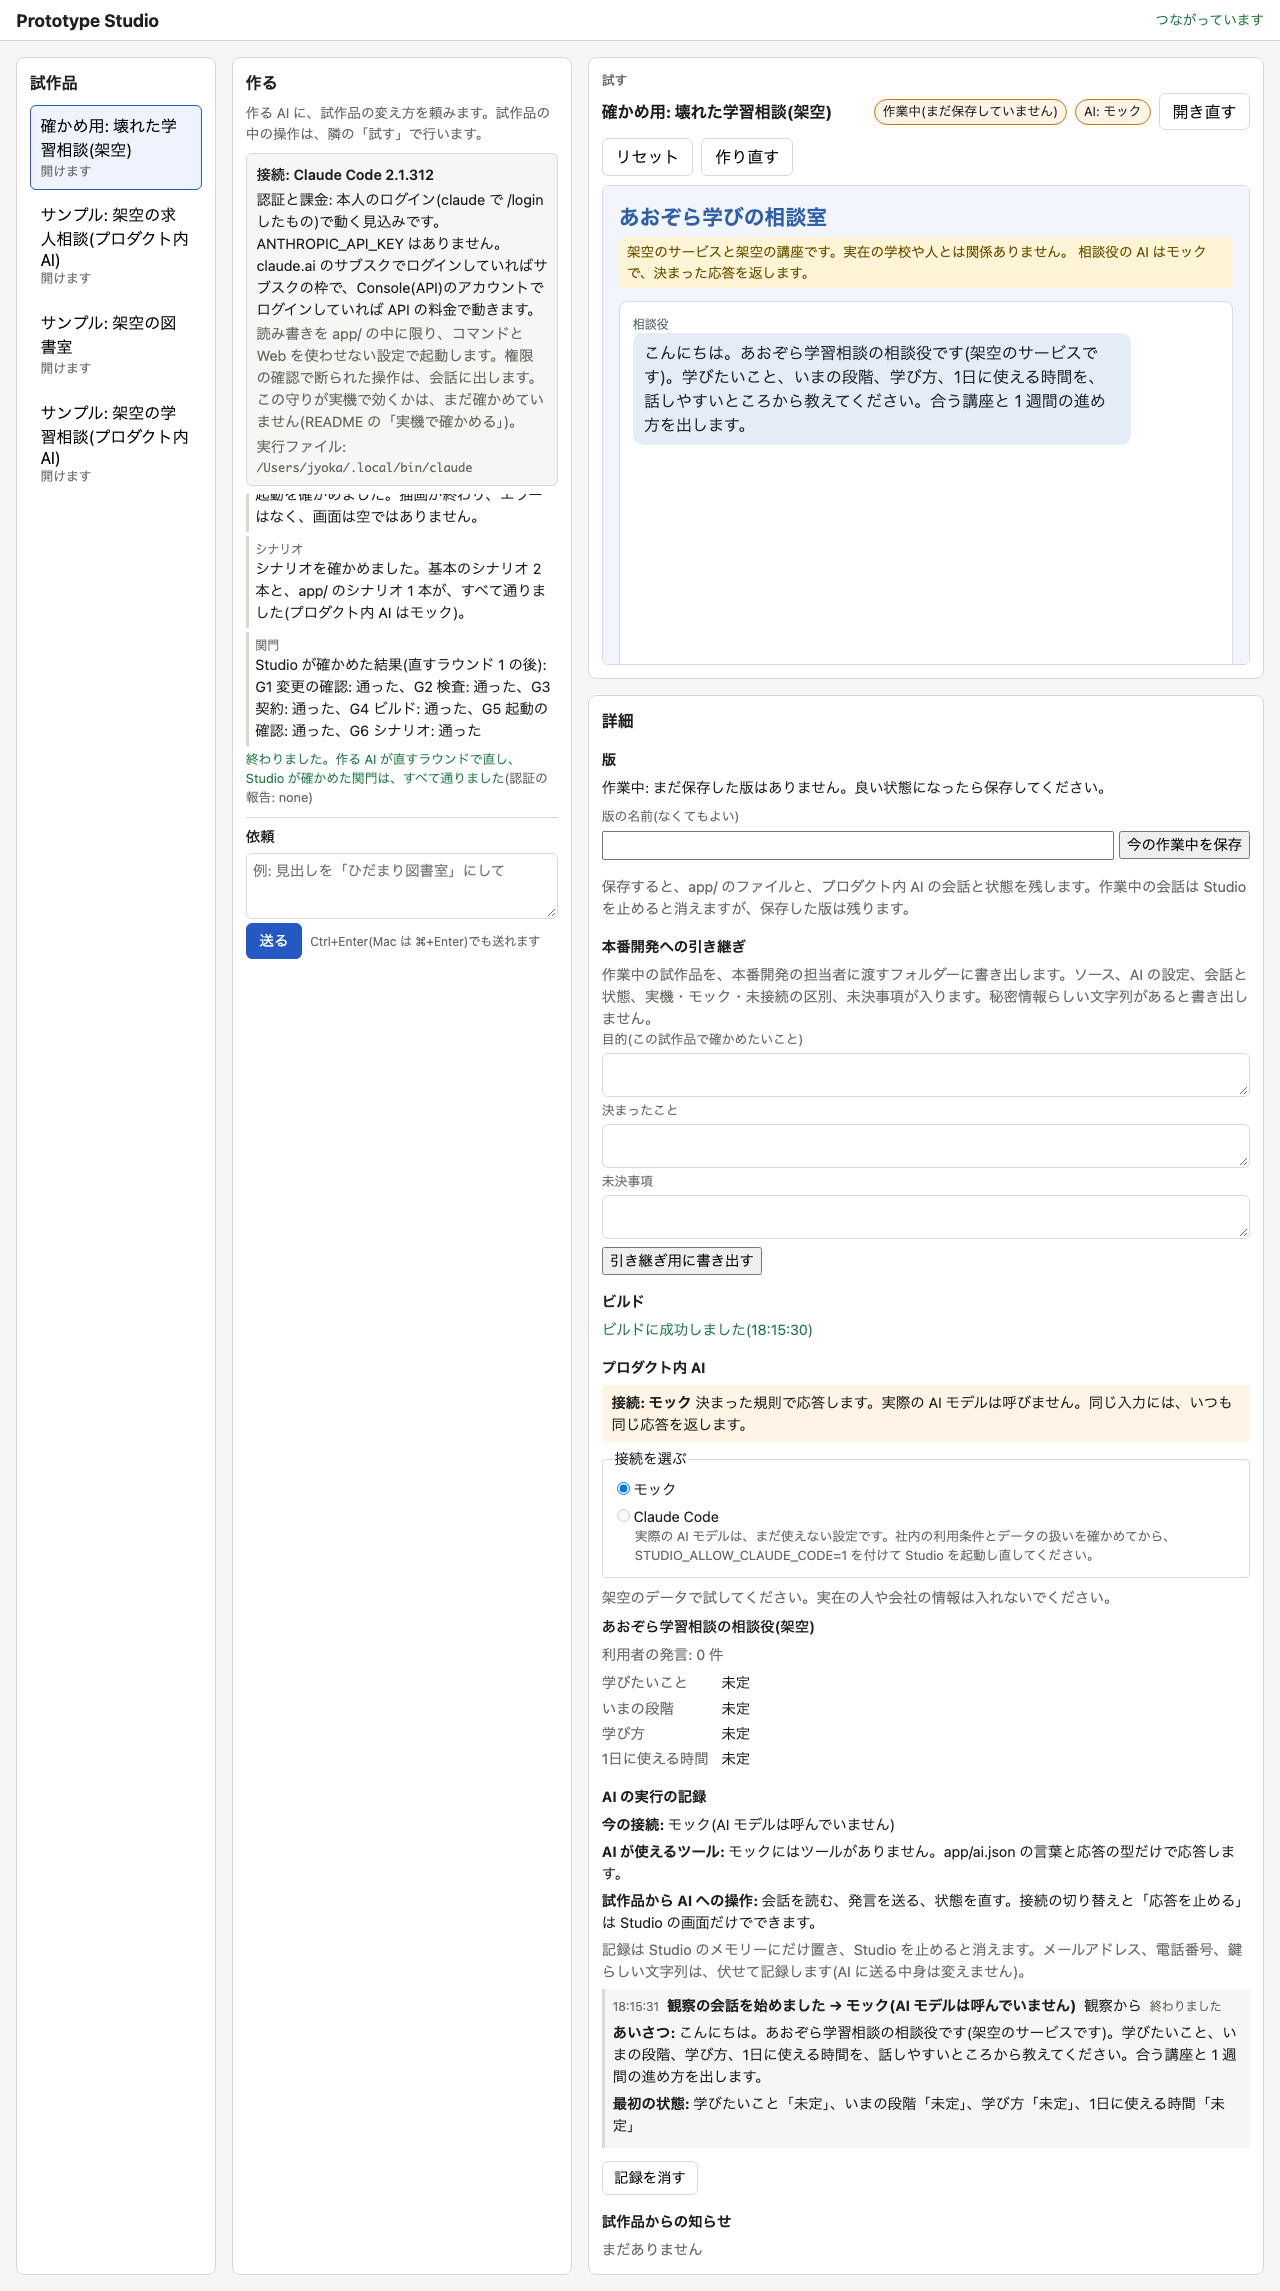 Prototype Studio
つながっています
試作品
確かめ用: 壊れた学
習相談(架空)
開けます
サンプル: 架空の求
人相談(プロダクト内
AI)
開けます
サンプル: 架空の図
書室
開けます
サンプル: 架空の学
習相談(プロダクト内
AI)
開けます
作る
作る AI に、試作品の変え方を頼みます。試作品の
中の操作は、隣の「試す」で行います。
接続: Claude Code 2.1.312
認証と課金: 本人のログイン(claude で /login
したもの)で動く見込みです。
ANTHROPIC_API_KEY はありません。
claude.ai のサブスクでログインしていればサ
ブスクの枠で、Console(API)のアカウントで
ログインしていれば API の料金で動きます。
読み書きを app/ の中に限り、コマンドと
Web を使わせない設定で起動します。権限
の確認で断られた操作は、会話に出します。
この守りが実機で効くかは、まだ確かめてい
ません(README の「実機で確かめる」)。
実行ファイル:
/Users/jyoka/.local/bin/claude
起動を確かめました。描画が終わり、エラー
はなく、画面は空ではありません。
シナリオ
シナリオを確かめました。基本のシナリオ 2
本と、app/ のシナリオ 1 本が、すべて通りま
した(プロダクト内 AI はモック)。
関門
Studio が確かめた結果(直すラウンド 1 の後):
G1 変更の確認: 通った、G2 検査: 通った、G3
契約: 通った、G4 ビルド: 通った、G5 起動の
確認: 通った、G6 シナリオ: 通った
終わりました。作る AI が直すラウンドで直し、
Studio が確かめた関門は、すべて通りました(認証の
報告: none)
依頼
例: 見出しを「ひだまり図書室」にして
送る
Ctrl+Enter(Mac は ⌘+Enter)でも送れます
試す
確かめ用: 壊れた学習相談(架空)
作業中(まだ保存していません)
AI: モック
開き直す
リセット
作り直す
あおぞら学びの相談室
架空のサービスと架空の講座です。実在の学校や人とは関係ありません。 相談役の AI はモック
で、決まった応答を返します。
相談役
こんにちは。あおぞら学習相談の相談役です(架空のサービスで
す)。学びたいこと、いまの段階、学び方、1日に使える時間を、
話しやすいところから教えてください。合う講座と 1 週間の進め
方を出します。
詳細
版
作業中: まだ保存した版はありません。良い状態になったら保存してください。
版の名前(なくてもよい)
今の作業中を保存
保存すると、app/ のファイルと、プロダクト内 AI の会話と状態を残します。作業中の会話は Studio
を止めると消えますが、保存した版は残ります。
本番開発への引き継ぎ
作業中の試作品を、本番開発の担当者に渡すフォルダーに書き出します。ソース、AI の設定、会話と
状態、実機・モック・未接続の区別、未決事項が入ります。秘密情報らしい文字列があると書き出し
ません。
目的(この試作品で確かめたいこと)
決まったこと
未決事項
引き継ぎ用に書き出す
ビルド
ビルドに成功しました(18:15:30)
プロダクト内 AI
接続: モック 決まった規則で応答します。実際の AI モデルは呼びません。同じ入力には、いつも
同じ応答を返します。
接続を選ぶ
モック
Claude Code
実際の AI モデルは、まだ使えない設定です。社内の利用条件とデータの扱いを確かめてから、
STUDIO_ALLOW_CLAUDE_CODE=1 を付けて Studio を起動し直してください。
架空のデータで試してください。実在の人や会社の情報は入れないでください。
あおぞら学習相談の相談役(架空)
利用者の発言: 0 件
学びたいこと 未定
いまの段階 未定
学び方 未定
1日に使える時間 未定
AI の実行の記録
今の接続: モック(AI モデルは呼んでいません)
AI が使えるツール: モックにはツールがありません。app/ai.json の言葉と応答の型だけで応答しま
す。
試作品から AI への操作: 会話を読む、発言を送る、状態を直す。接続の切り替えと「応答を止める」
は Studio の画面だけでできます。
記録は Studio のメモリーにだけ置き、Studio を止めると消えます。メールアドレス、電話番号、鍵
らしい文字列は、伏せて記録します(AI に送る中身は変えません)。
18:15:31 観察の会話を始めました → モック(AI モデルは呼んでいません) 観察から 終わりました
あいさつ: こんにちは。あおぞら学習相談の相談役です(架空のサービスです)。学びたいこと、い
まの段階、学び方、1日に使える時間を、話しやすいところから教えてください。合う講座と 1 週
間の進め方を出します。
最初の状態: 学びたいこと「未定」、いまの段階「未定」、学び方「未定」、1日に使える時間「未
定」
記録を消す
試作品からの知らせ
まだありません